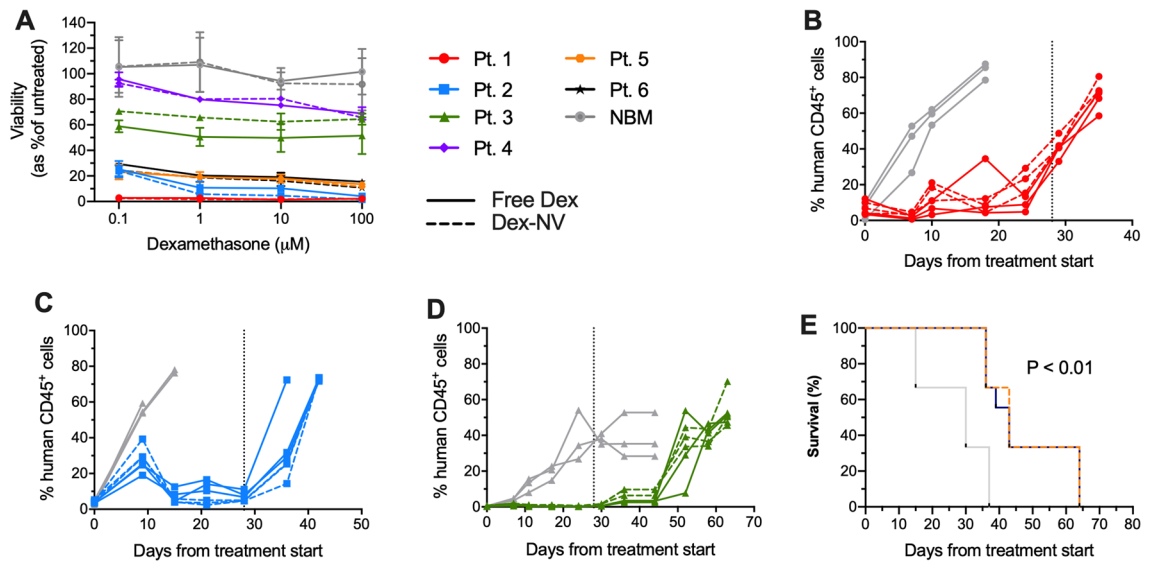 A
140
120
100
80
60
40
20
0
Viability
(as %of untreated)
0.1
1
10
100
Dexamethasone (μM)
Pt. 1
Pt. 2
Pt. 3
Pt. 4
Pt. 5
Pt. 6
NBM
Free Dex
Dex-NV
B
100
80
60
40
20
0
% human CD45⁺ cells
0
10
20
30
40
Days from treatment start
C
100
80
60
40
20
0
% human CD45⁺ cells
0
10
20
30
40
50
Days from treatment start
D
100
80
60
40
20
0
% human CD45⁺ cells
0
10
20
30
40
50
60
70
Days from treatment start
E
100
80
60
40
20
0
Survival (%)
P < 0.01
0
10
20
30
40
50
60
70
80
Days from treatment start